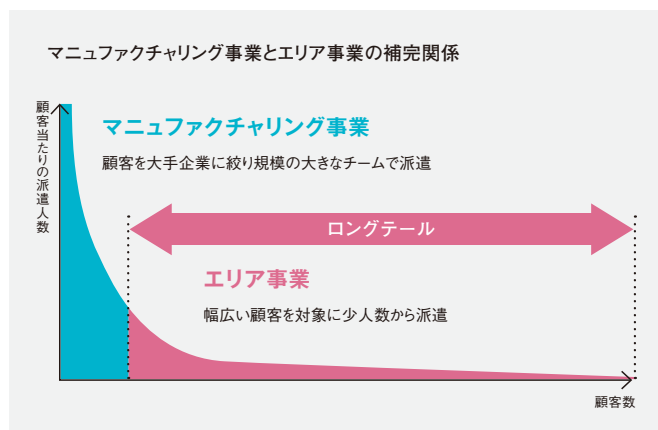 マニュファクチャリング事業とエリア事業の補完関係
顧客当たりの派遣人数
マニュファクチャリング事業
顧客を大手企業に絞り規模の大きなチームで派遣
ロングテール
エリア事業
幅広い顧客を対象に少人数から派遣
顧客数